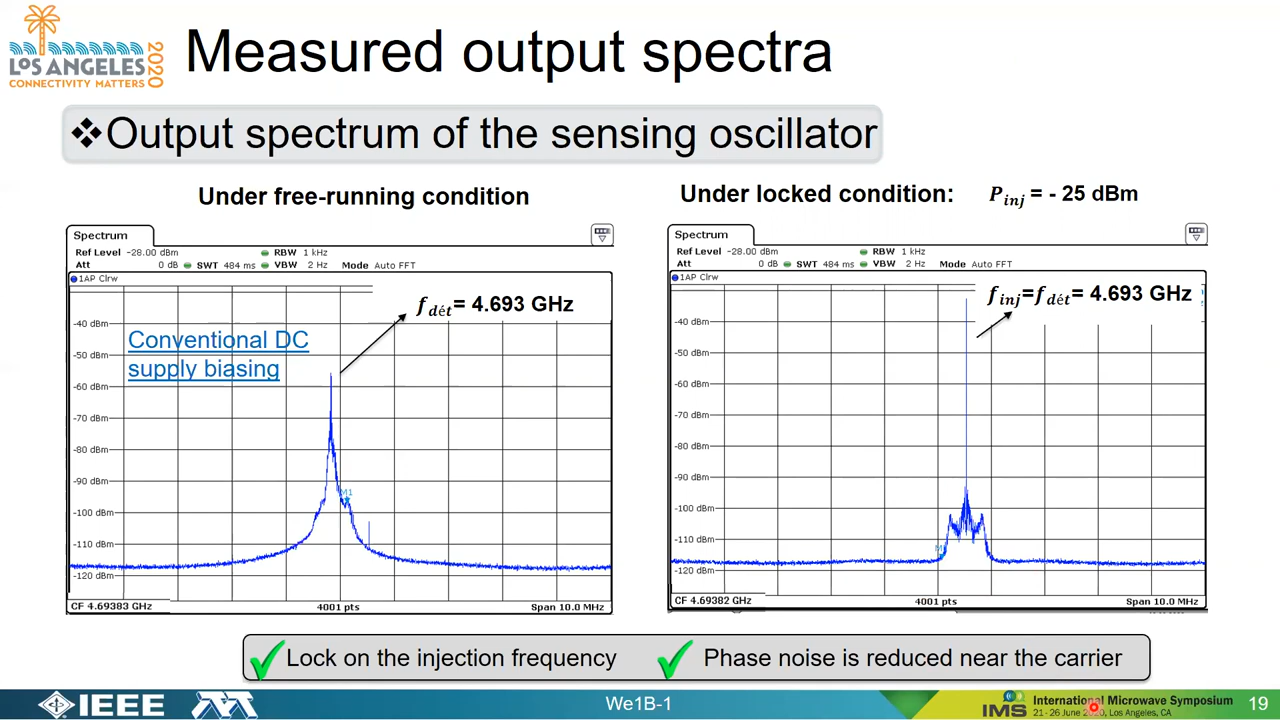 LOS ANGELES
2020
CONNECTIVITY MATTERS
Measured output spectra
❖Output spectrum of the sensing oscillator
Under free-running condition
Spectrum
Ref Level -28.00 dBm
RBW 1 kHz
Att 0 dB
SWT 484 ms
VBW 2 Hz
Mode Auto FFT
1AP Clrw
f_dét= 4.693 GHz
Conventional DC
supply biasing
-40 dBm
-50 dBm
-60 dBm
-70 dBm
-80 dBm
-90 dBm
-100 dBm
-110 dBm
-120 dBm
M1
CF 4.69383 GHz
4001 pts
Span 10.0 MHz
Under locked condition:
P_inj = - 25 dBm
Spectrum
Ref Level -28.00 dBm
RBW 1 kHz
Att 0 dB
SWT 484 ms
VBW 2 Hz
Mode Auto FFT
1AP Clrw
f_inj=f_dét= 4.693 GHz
-40 dBm
-50 dBm
-60 dBm
-70 dBm
-80 dBm
-90 dBm
-100 dBm
-110 dBm
-120 dBm
CF 4.69382 GHz
4001 pts
Span 10.0 MHz
Lock on the injection frequency
Phase noise is reduced near the carrier
IEEE
We1B-1
IMS
International Microwave Symposium
21 - 26 June 2020, Los Angeles, CA
19